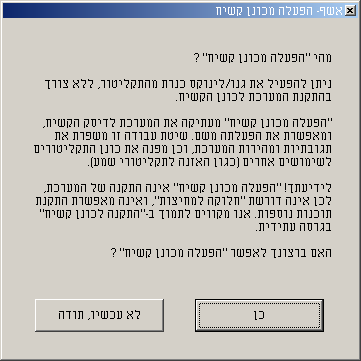 אשף- הפעלה מכונן קשיח
מהי "הפעלה מכונן קשיח" ?
ניתן להפעיל את גנו/לינוקס כנרת מהתקליטור, ללא צורך
בהתקנת המערכת לכונן הקשיח.
"הפעלה מכונן קשיח" מעתיקה את המערכת לדיסק הקשיח,
ומאפשרת את הפעלתה משם. שיטת עבודה זו משפרת את
תגובתיות ומהירות המערכת, וכן מפנה את כונן התקליטורים
לשימושים אחרים (כגון האזנה לתקליטורי שמע).
לידיעתך! "הפעלה מכונן קשיח" אינה התקנה של המערכת,
לכן אינה דורשת "חלוקה למחיצות", ואינה מאפשרת התקנת
תוכנות נוספות. אנו מקווים לתמוך ב-"התקנה לכונן קשיח"
בגרסה עתידית.
האם ברצונך לאפשר "הפעלה מכונן קשיח" ?
כן
לא עכשיו, תודה